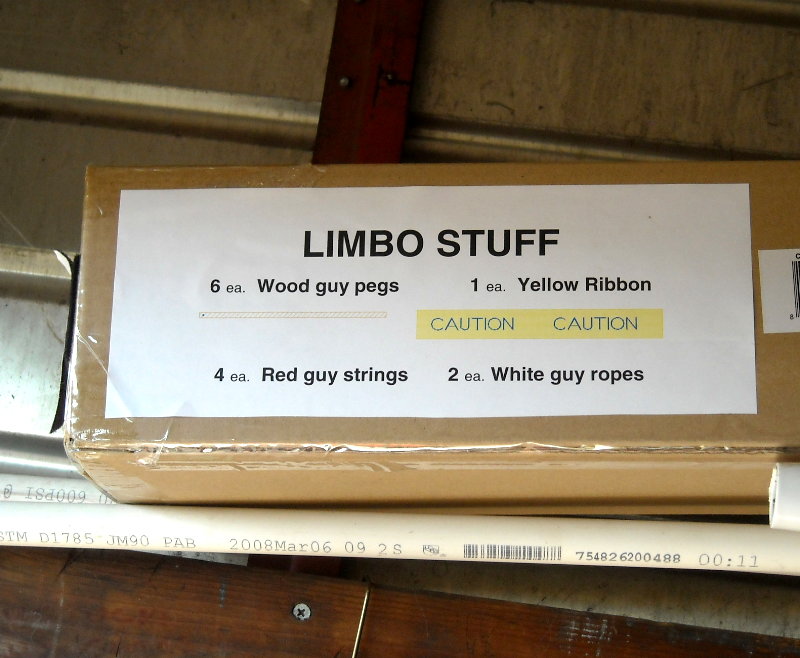 LIMBO STUFF
6 ea. Wood guy pegs
1 ea. Yellow Ribbon
CAUTION CAUTION
4 ea. Red guy strings
2 ea. White guy ropes
600PSI @
STM D1785 JM90 PAB 2008Mar06 09 2S 754826200488 00:11